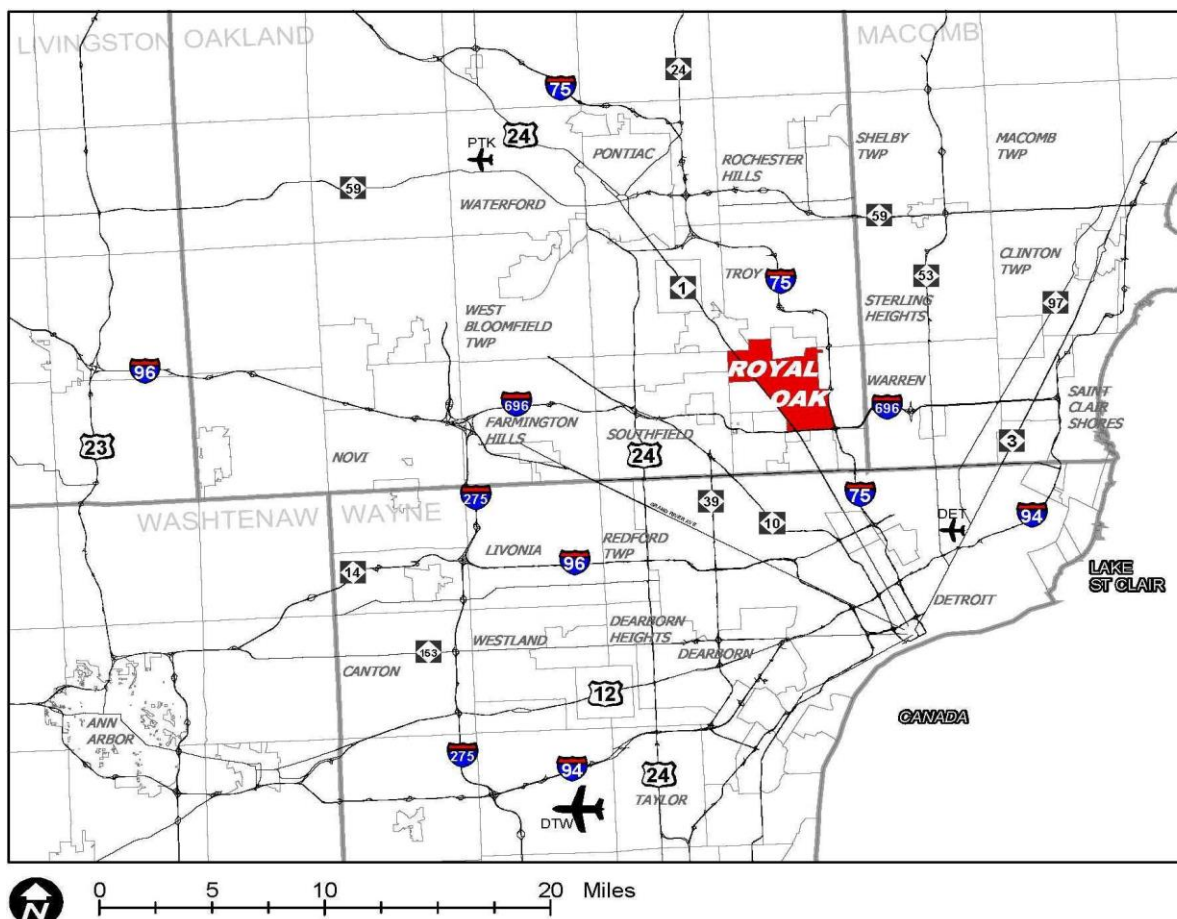 LIVINGSTON OAKLAND
MACOMB
24
75
24
PTK
PONTIAC
ROCHESTER
HILLS
SHELBY
TWP
MACOMB
TWP
59
WATERFORD
59
TROY
75
1
53
CLINTON
TWP
97
STERLING
HEIGHTS
WEST
BLOOMFIELD
TWP
96
ROYAL
OAK
WARREN
696
696
SAINT
CLAIR
SHORES
FARMINGTON
HILLS
SOUTHFIELD
23
NOVI
24
3
275
39
75
WASHTENAW
WAYNE
GRAND RIVER AVE
10
DET
94
LIVONIA
REDFORD
TWP
14
96
LAKE
ST CLAIR
DETROIT
DEARBORN
HEIGHTS
WESTLAND
153
DEARBORN
CANTON
12
ANN
ARBOR
CANADA
275
94
24
TAYLOR
DTW
N
0 5 10 20 Miles